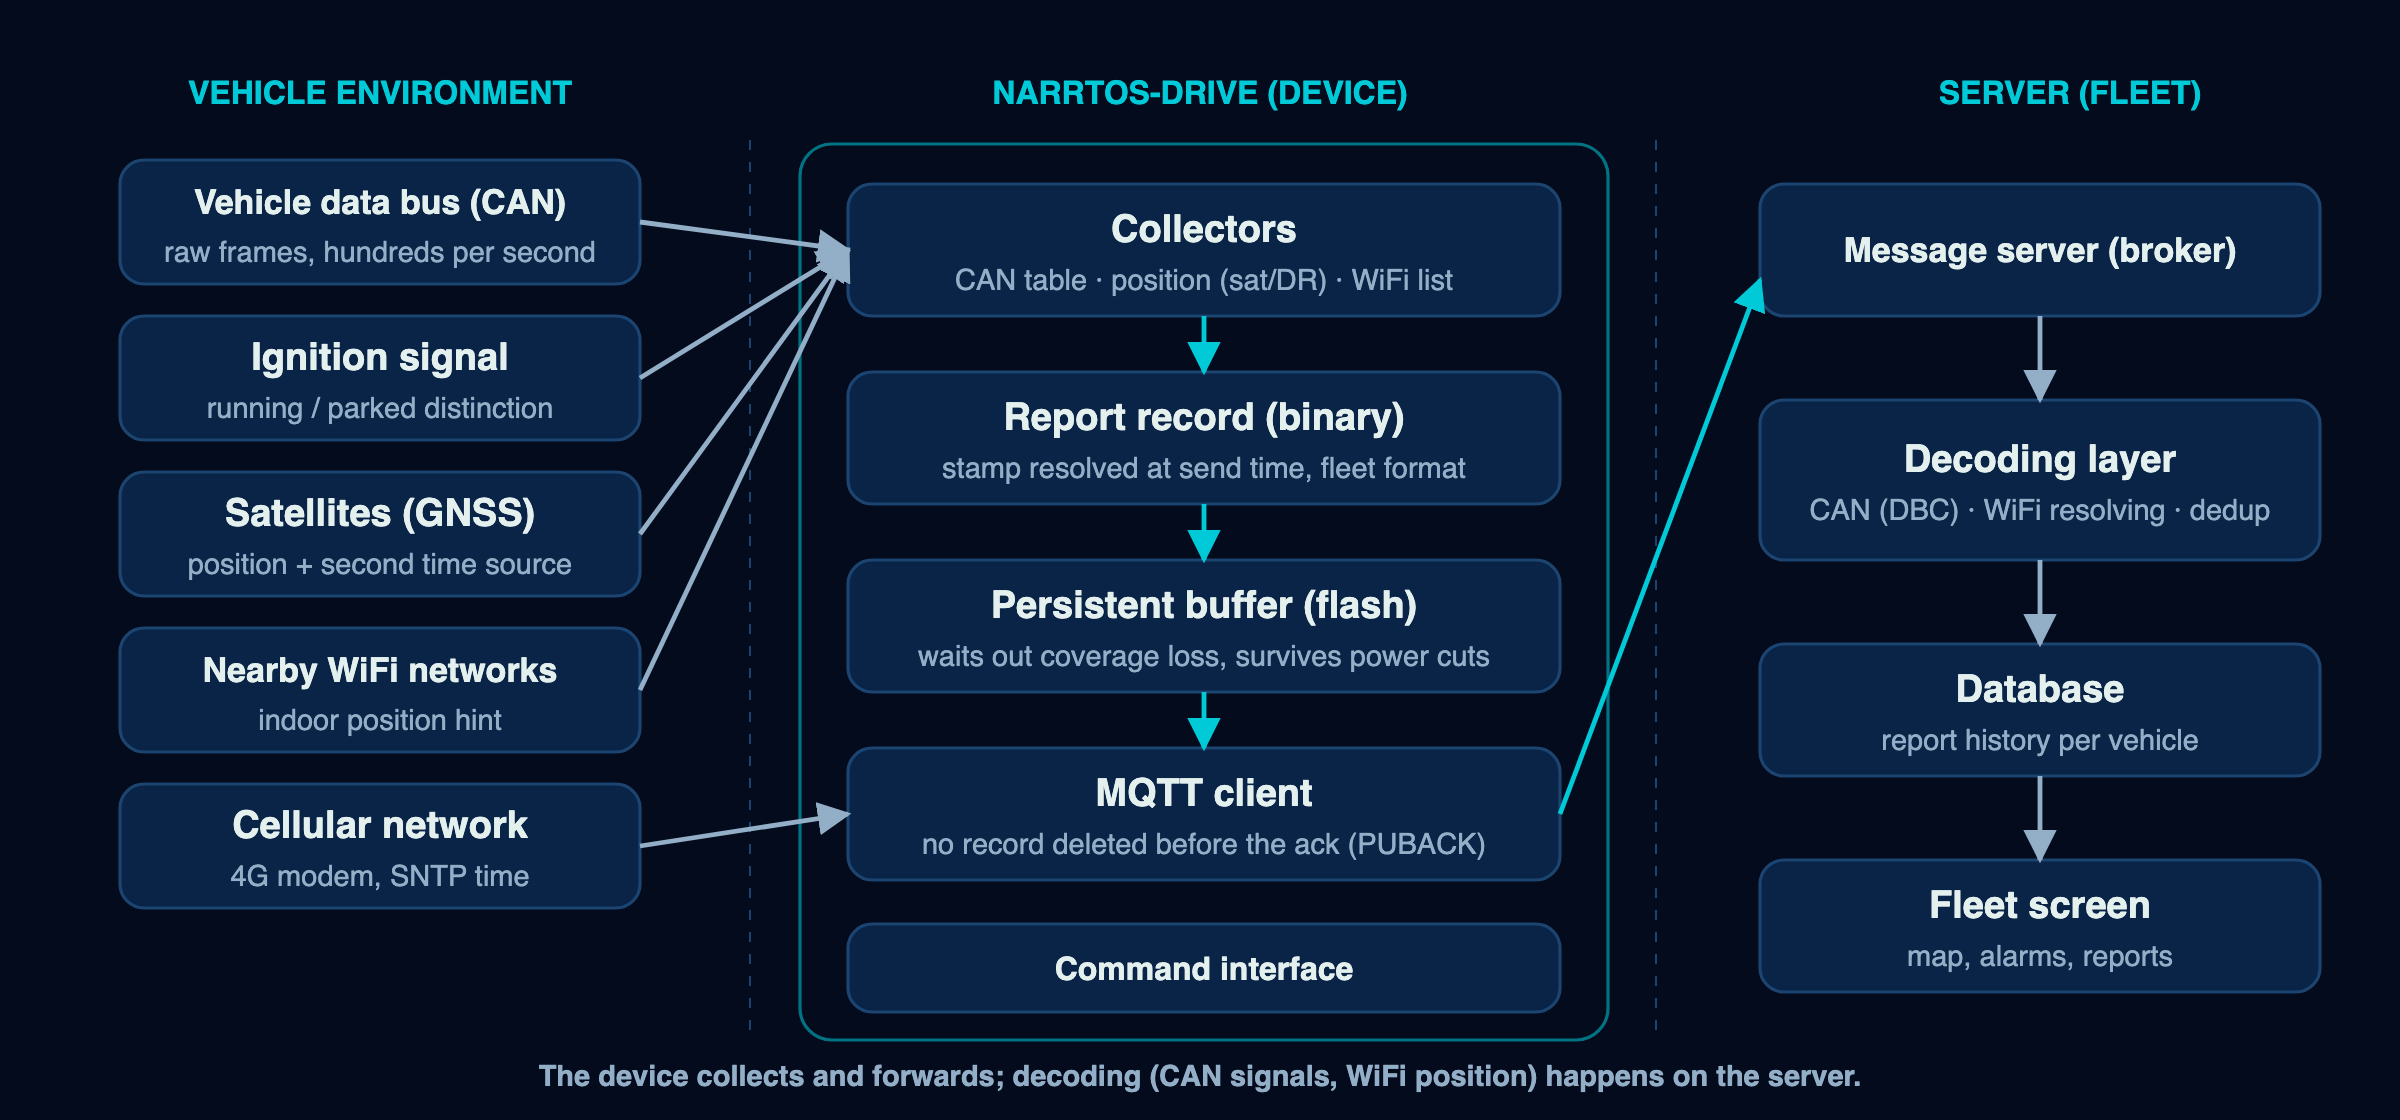 VEHICLE ENVIRONMENT
Vehicle data bus (CAN)
raw frames, hundreds per second
Ignition signal
running / parked distinction
Satellites (GNSS)
position + second time source
Nearby WiFi networks
indoor position hint
Cellular network
4G modem, SNTP time
NARRTOS-DRIVE (DEVICE)
Collectors
CAN table · position (sat/DR) · WiFi list
Report record (binary)
stamp resolved at send time, fleet format
Persistent buffer (flash)
waits out coverage loss, survives power cuts
MQTT client
no record deleted before the ack (PUBACK)
Command interface
SERVER (FLEET)
Message server (broker)
Decoding layer
CAN (DBC) · WiFi resolving · dedup
Database
report history per vehicle
Fleet screen
map, alarms, reports
The device collects and forwards; decoding (CAN signals, WiFi position) happens on the server.